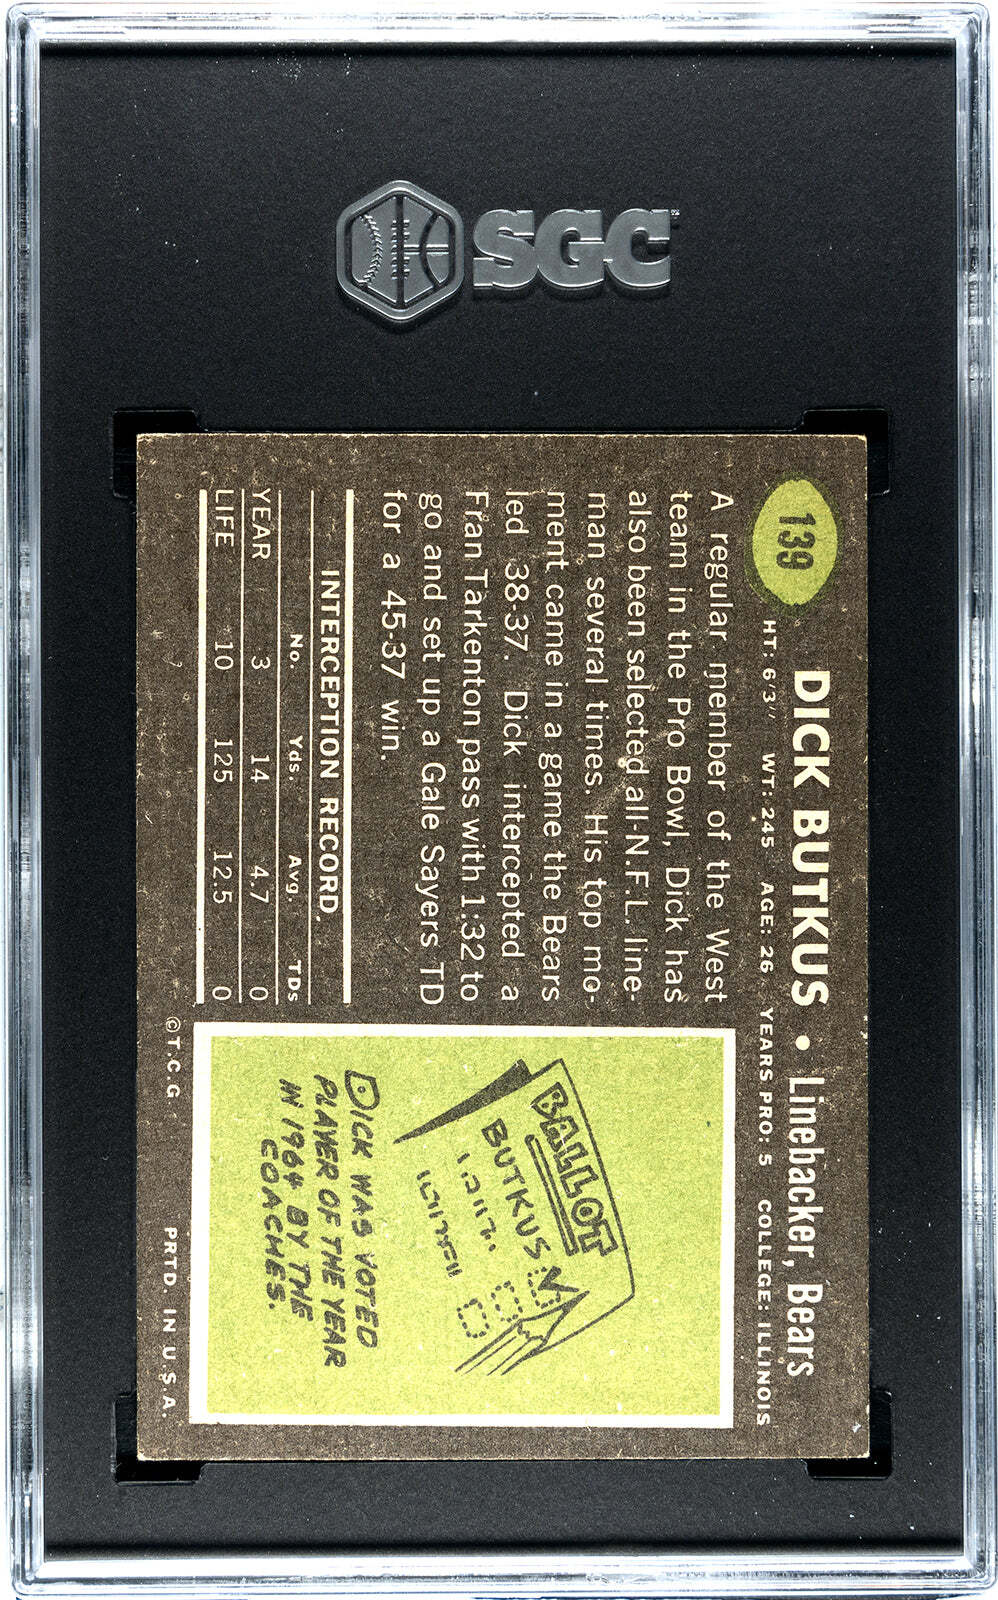 SGC™
139
DICK BUTKUS • Linebacker, Bears
HT: 6'3" WT: 245 AGE: 26 YEARS PRO: 5 COLLEGE: ILLINOIS
A regular member of the West
team in the Pro Bowl, Dick has
also been selected all-N.F.L. line-
man several times. His top mo-
ment came in a game the Bears
led 38-37. Dick intercepted a
Fran Tarkenton pass with 1:32 to
go and set up a Gale Sayers TD
for a 45-37 win.
INTERCEPTION RECORD
No. Yds. Avg. TDs
YEAR 3 14 4.7 0
LIFE 10 125 12.5 0
BALLOT
BUTKUS
DICK WAS VOTED
PLAYER OF THE YEAR
IN 1964 BY THE
COACHES.
©T.C.G PRTD. IN U.S.A.